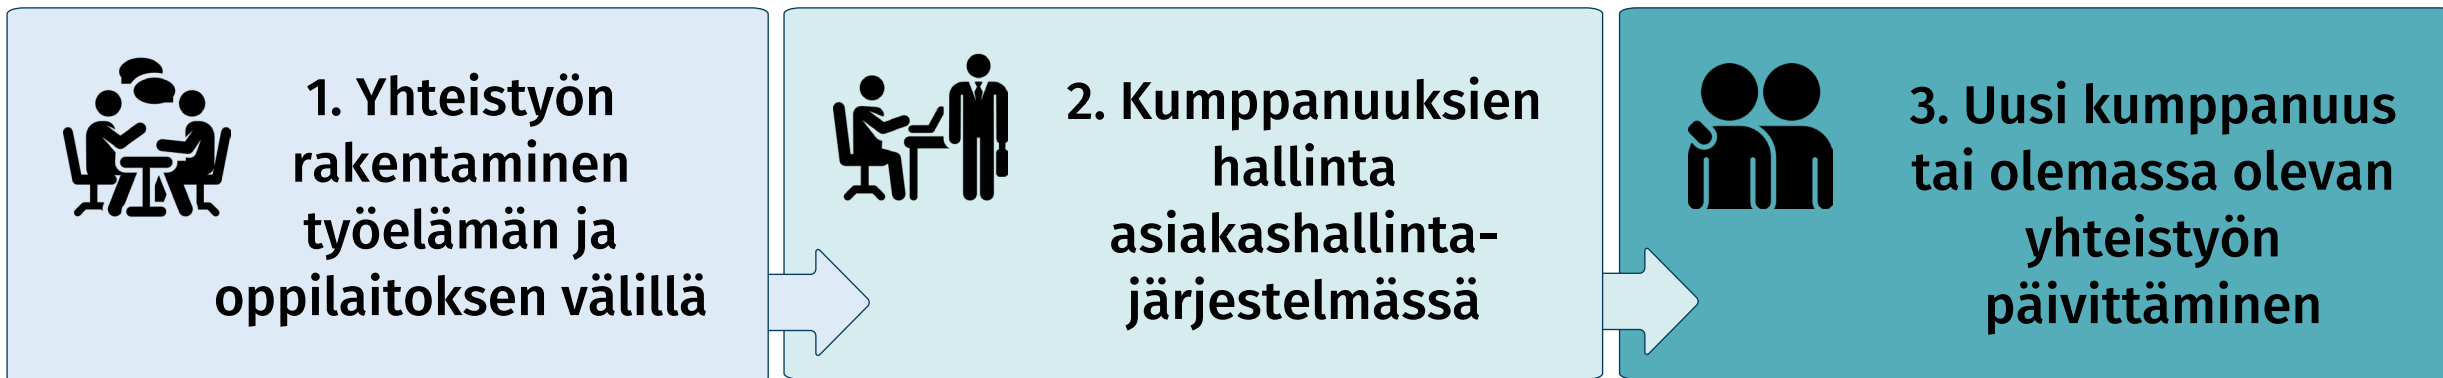 1. Yhteistyön
rakentaminen
työelämän ja
oppilaitoksen välillä
2. Kumppanuuksien
hallinta
asiakashallinta-
järjestelmässä
3. Uusi kumppanuus
tai olemassa olevan
yhteistyön
päivittäminen